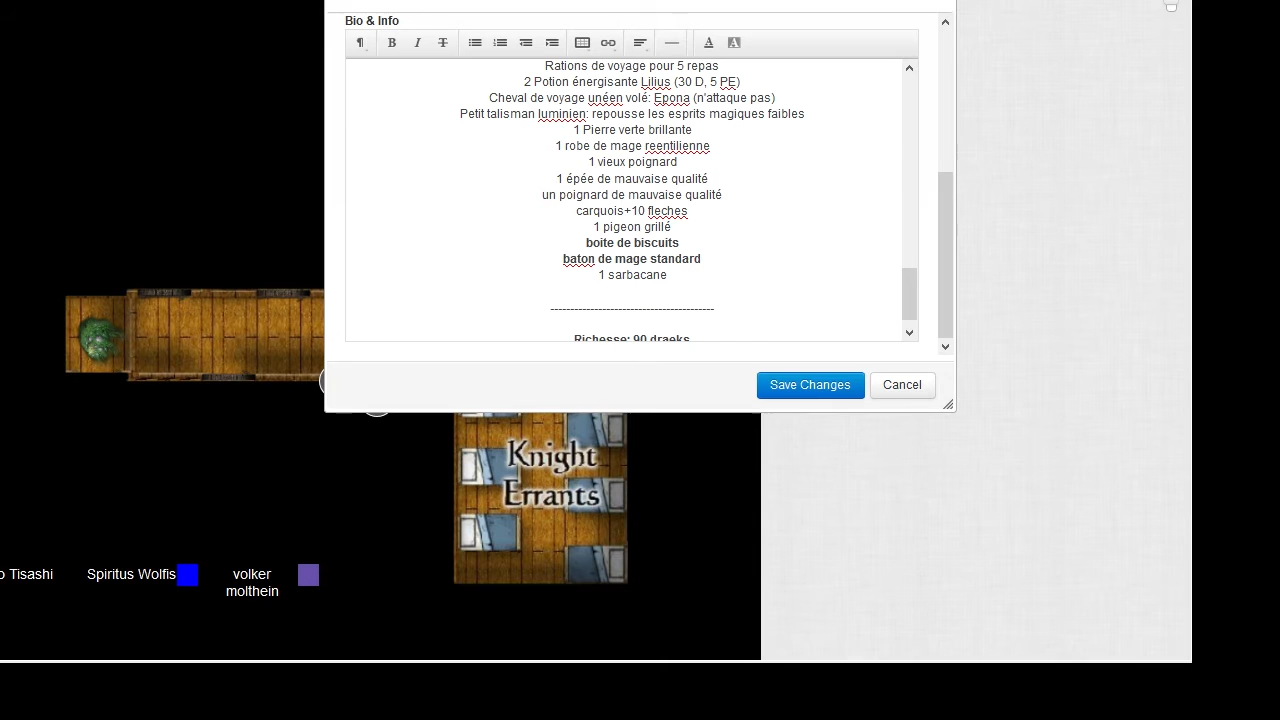 Bio & Info
Rations de voyage pour 5 repas
2 Potion énergisante Lilius (30 D, 5 PE)
Cheval de voyage unéen volé: Epona (n'attaque pas)
Petit talisman luminien: repousse les esprits magiques faibles
1 Pierre verte brillante
1 robe de mage reentilienne
1 vieux poignard
1 épée de mauvaise qualité
un poignard de mauvaise qualité
carquois+10 fleches
1 pigeon grillé
boite de biscuits
baton de mage standard
1 sarbacane
-----------------------------------------
Richesse: 90 draeks
Save Changes
Cancel
Knight
Errants
o Tisashi
Spiritus Wolfis
volker
molthein